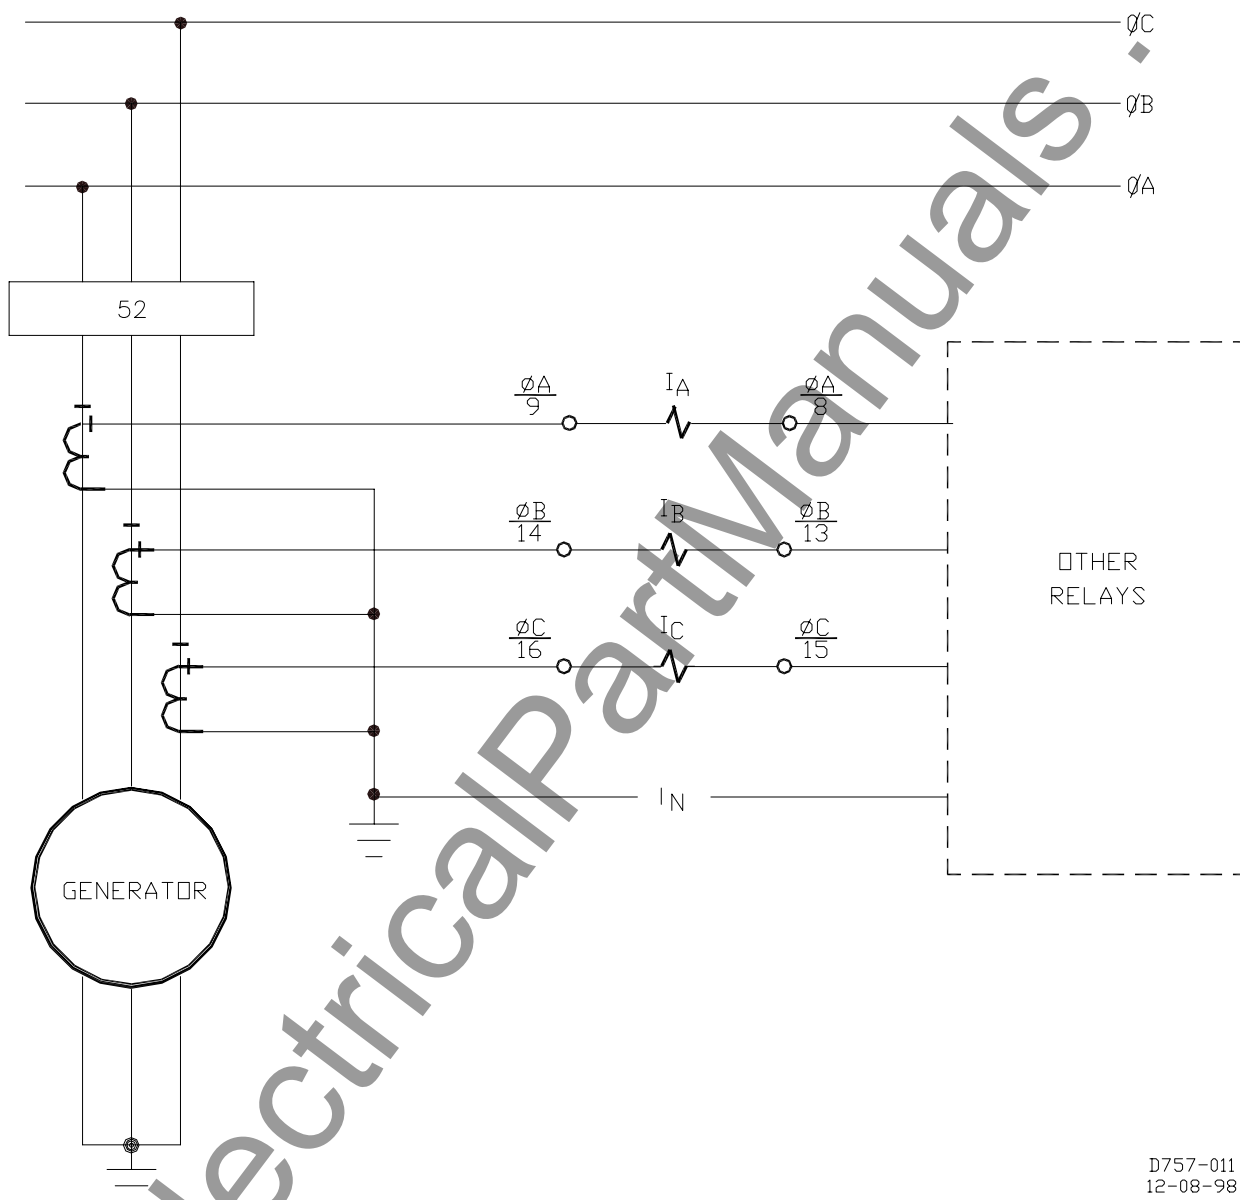 ØC
ØB
ØA
52
ØA
9
IA
ØA
8
ØB
14
IB
ØB
13
ØC
16
IC
ØC
15
OTHER
RELAYS
IN
GENERATOR
lectricalPartManuals .
D757-011
12-08-98